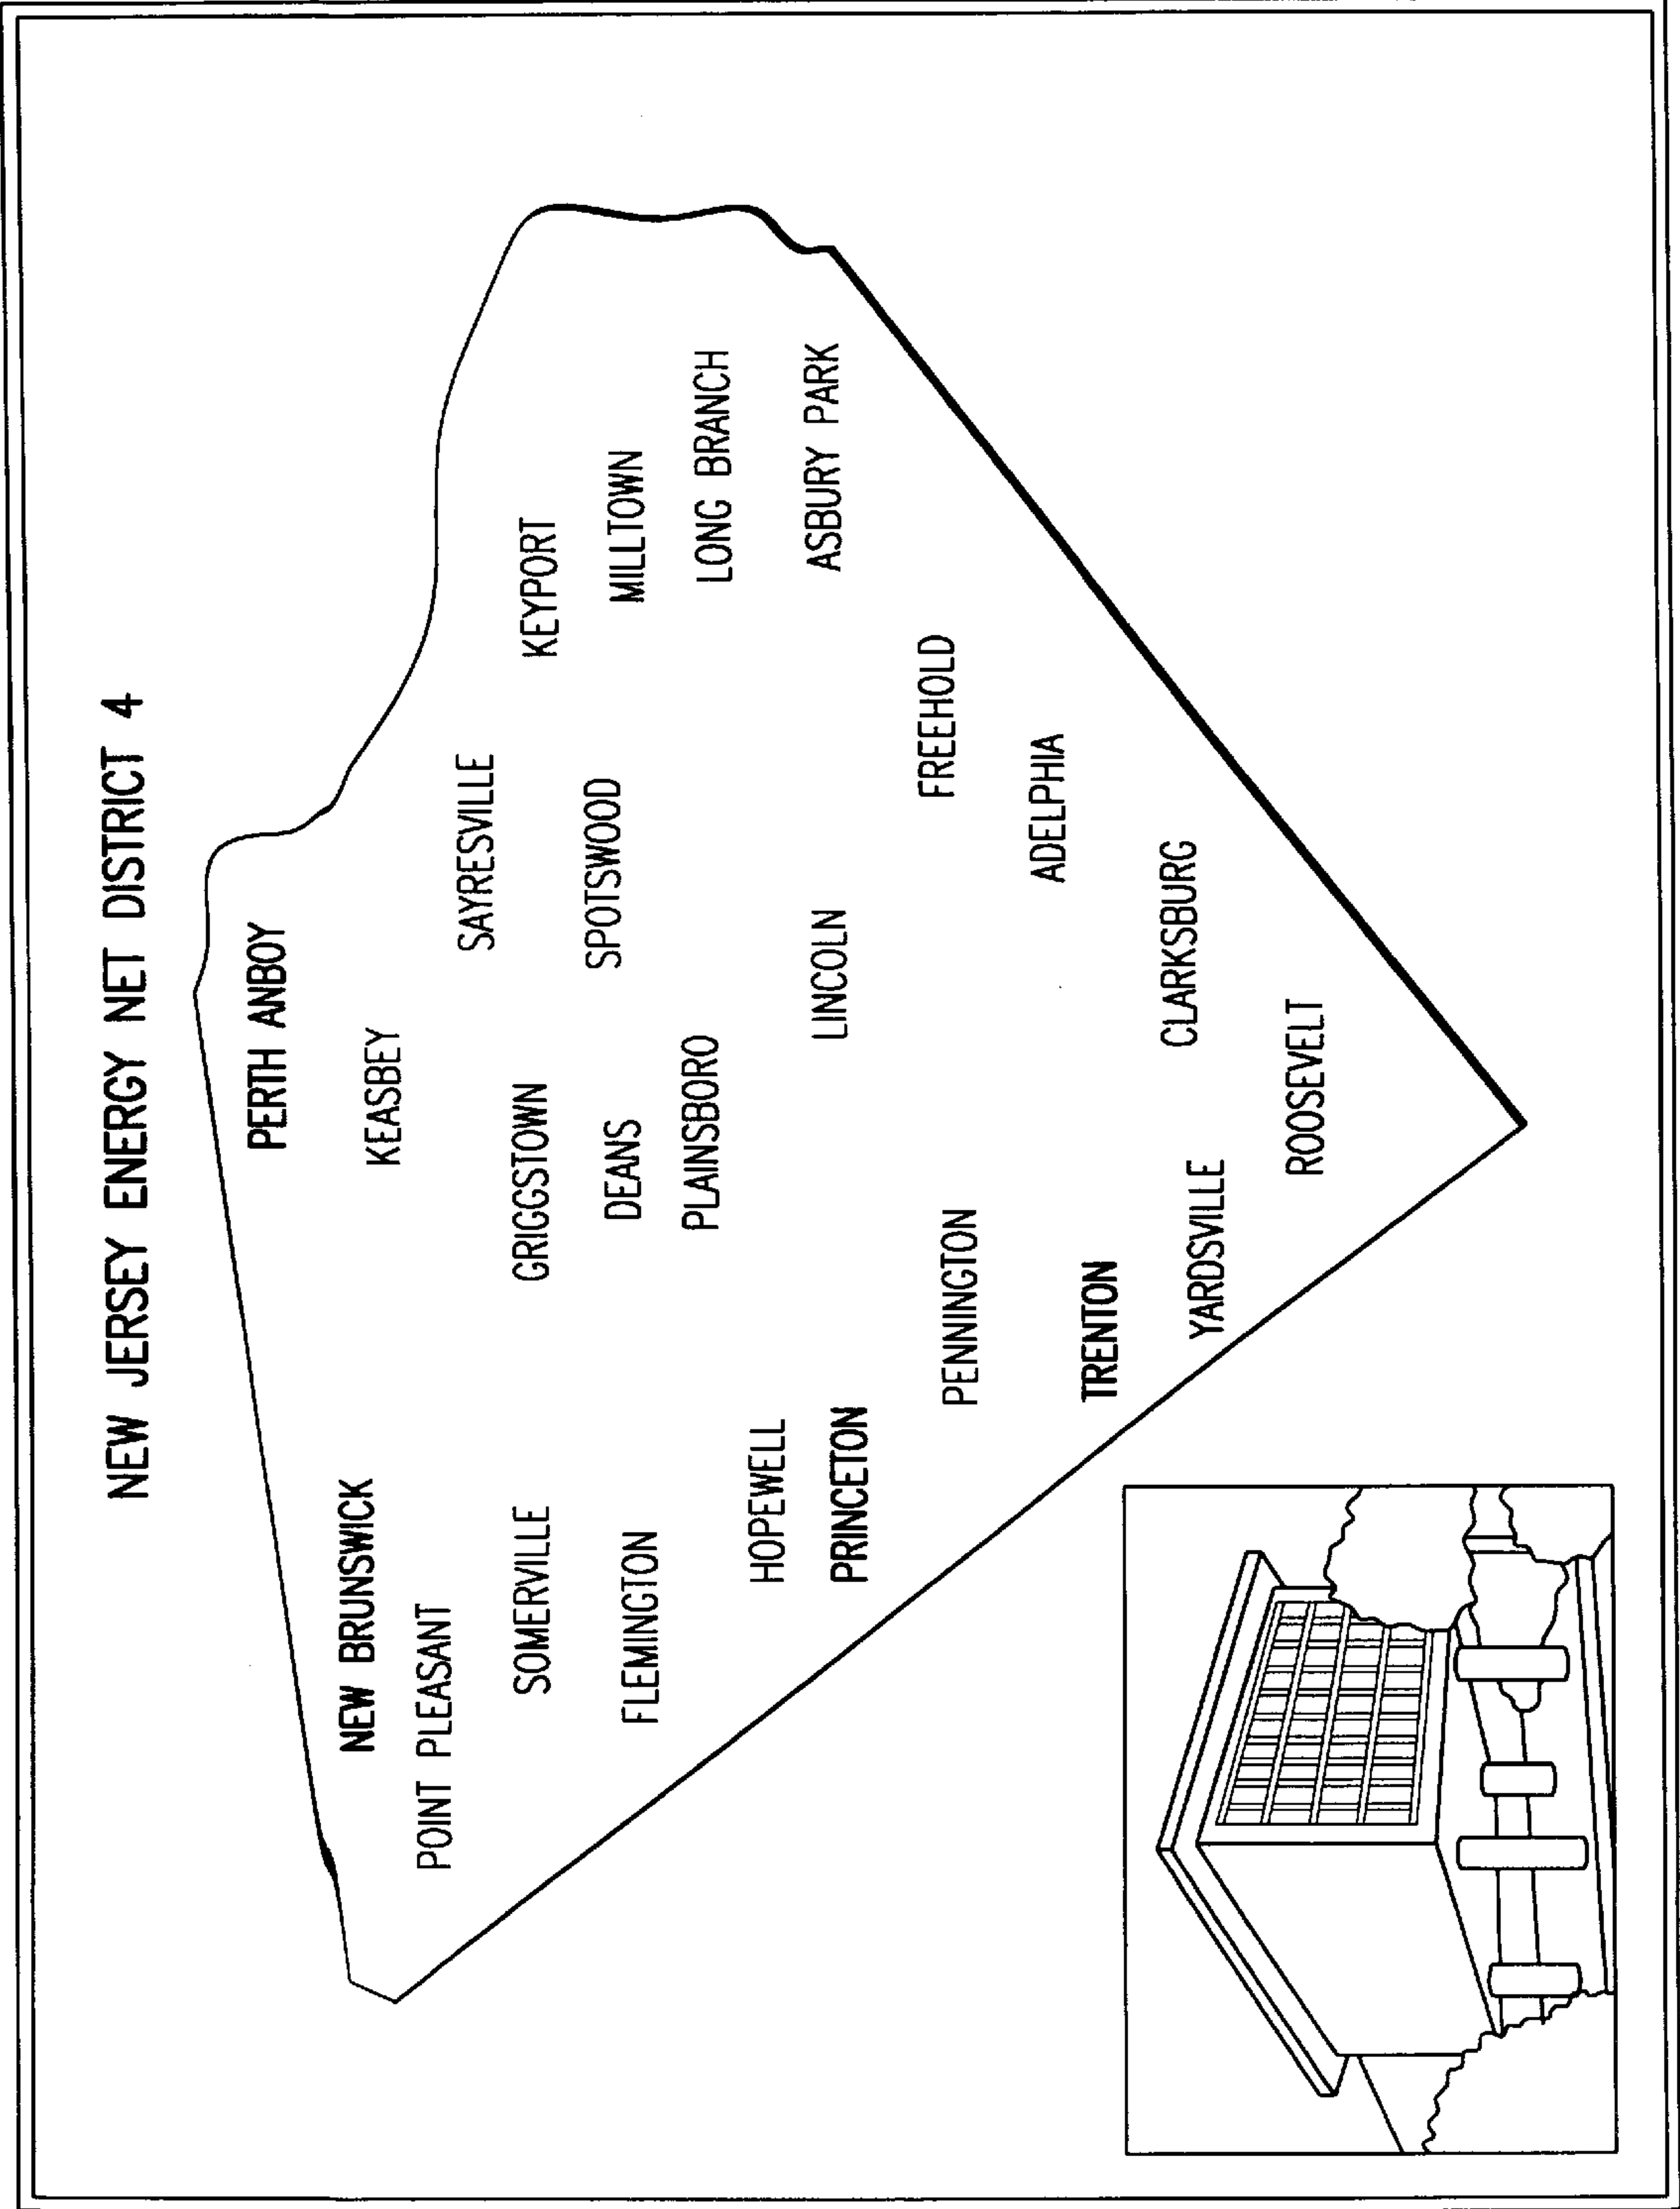 NEW JERSEY ENERGY NET DISTRICT 4
PERTH ANBOY
NEW BRUNSWICK
KEASBEY
POINT PLEASANT
SAYRESVILLE
SOMERVILLE
GRIGGSTOWN
KEYPORT
FLEMINGTON
DEANS
SPOTSWOOD
MILLTOWN
PLAINSBORO
LONG BRANCH
HOPEWELL
PRINCETON
LINCOLN
ASBURY PARK
PENNINGTON
FREEHOLD
TRENTON
ADELPHIA
YARDSVILLE
CLARKSBURG
ROOSEVELT